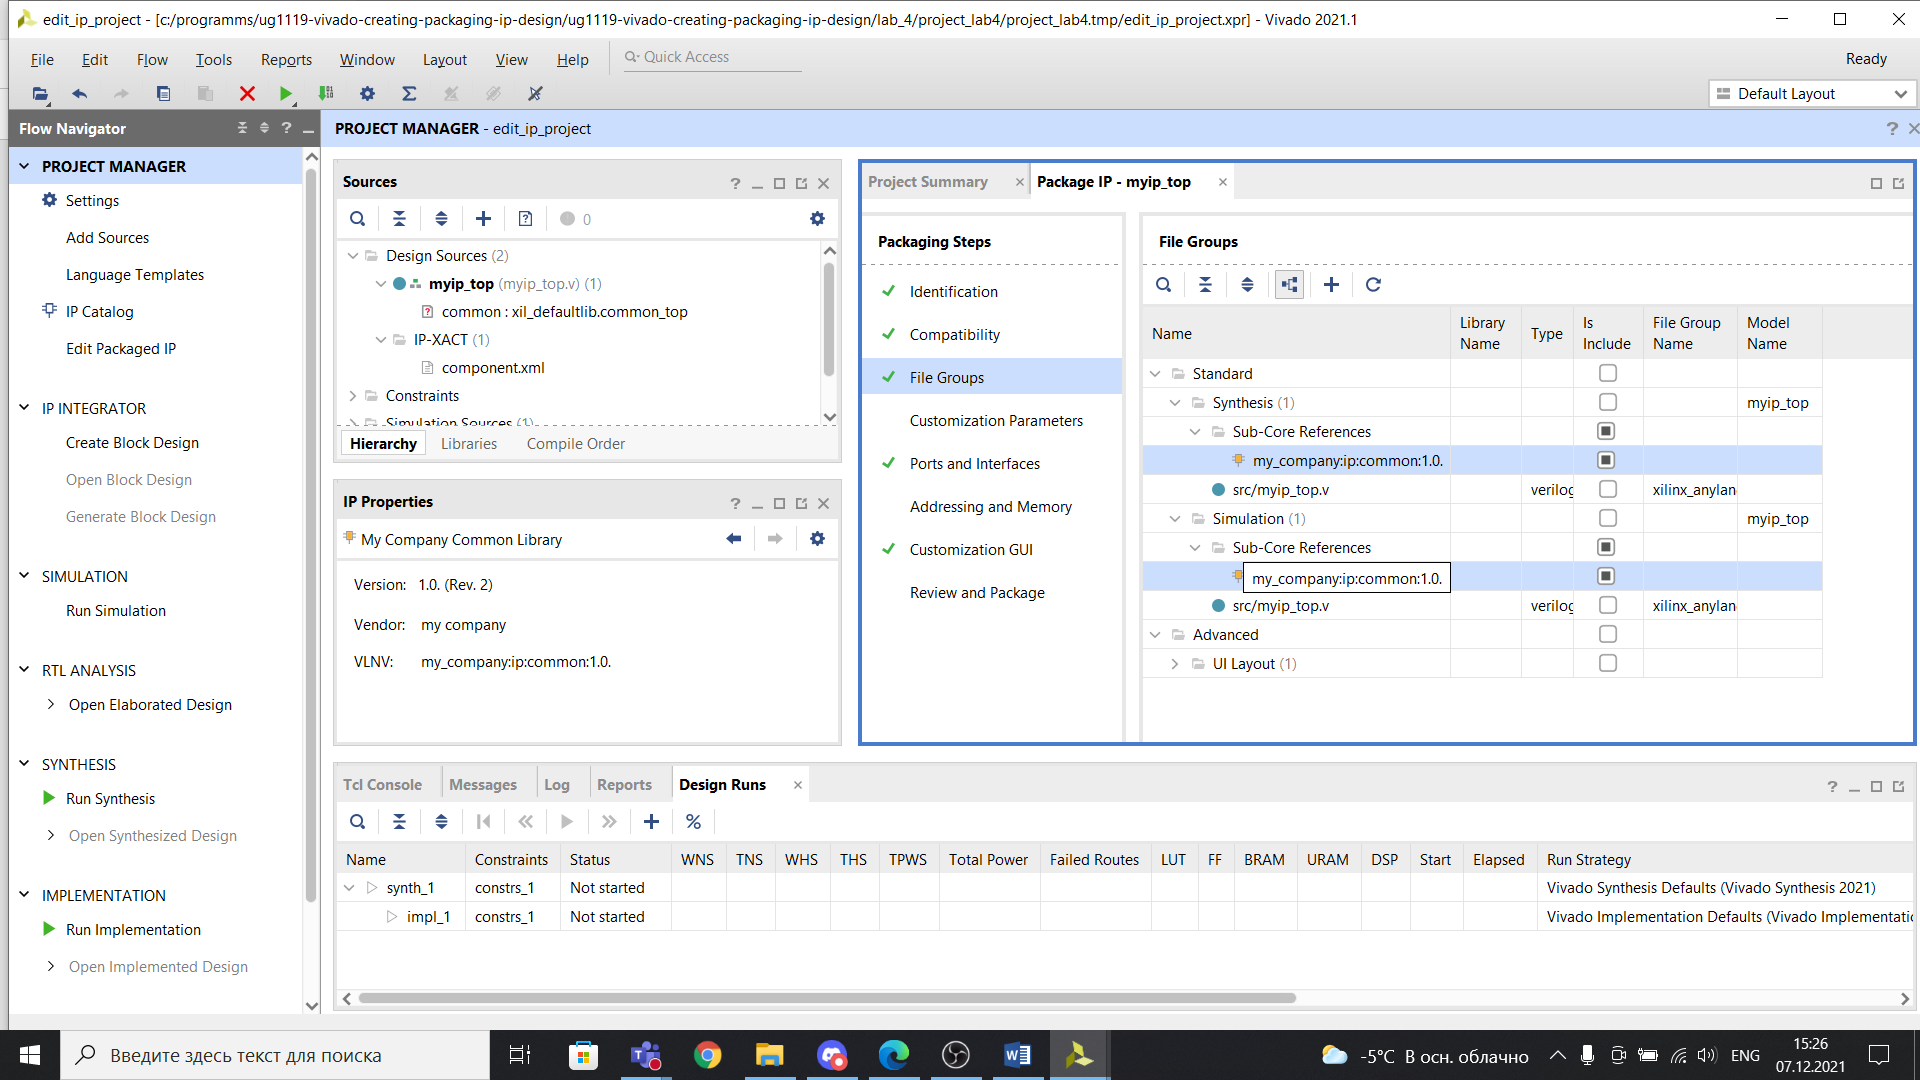 edit_ip_project - [c:/programms/ug1119-vivado-creating-packaging-ip-design/ug1119-vivado-creating-packaging-ip-design/lab_4/project_lab4/project_lab4.tmp/edit_ip_project.xpr] - Vivado 2021.1
File Edit Flow Tools Reports Window Layout View Help Quick Access Ready
Default Layout
Flow Navigator
PROJECT MANAGER - edit_ip_project
PROJECT MANAGER
Settings
Add Sources
Language Templates
IP Catalog
Edit Packaged IP
IP INTEGRATOR
Create Block Design
Open Block Design
Generate Block Design
SIMULATION
Run Simulation
RTL ANALYSIS
Open Elaborated Design
SYNTHESIS
Run Synthesis
Open Synthesized Design
IMPLEMENTATION
Run Implementation
Open Implemented Design
Sources
0
Design Sources (2)
myip_top (myip_top.v) (1)
common : xil_defaultlib.common_top
IP-XACT (1)
component.xml
Constraints
Simulation Sources (1)
Hierarchy Libraries Compile Order
IP Properties
My Company Common Library
Version: 1.0. (Rev. 2)
Vendor: my company
VLNV: my_company:ip:common:1.0.
Project Summary Package IP - myip_top
Packaging Steps
Identification
Compatibility
File Groups
Customization Parameters
Ports and Interfaces
Addressing and Memory
Customization GUI
Review and Package
File Groups
Name Library Name Type Is Include File Group Name Model Name
Standard
Synthesis (1) myip_top
Sub-Core References
my_company:ip:common:1.0.
src/myip_top.v verilog xilinx_anylan
Simulation (1) myip_top
Sub-Core References
my_company:ip:common:1.0.
src/myip_top.v verilog xilinx_anylan
Advanced
UI Layout (1)
Tcl Console Messages Log Reports Design Runs
Name Constraints Status WNS TNS WHS THS TPWS Total Power Failed Routes LUT FF BRAM URAM DSP Start Elapsed Run Strategy
synth_1 constrs_1 Not started Vivado Synthesis Defaults (Vivado Synthesis 2021)
impl_1 constrs_1 Not started Vivado Implementation Defaults (Vivado Implementatio
Введите здесь текст для поиска
-5°C В осн. облачно
ENG
15:26
07.12.2021